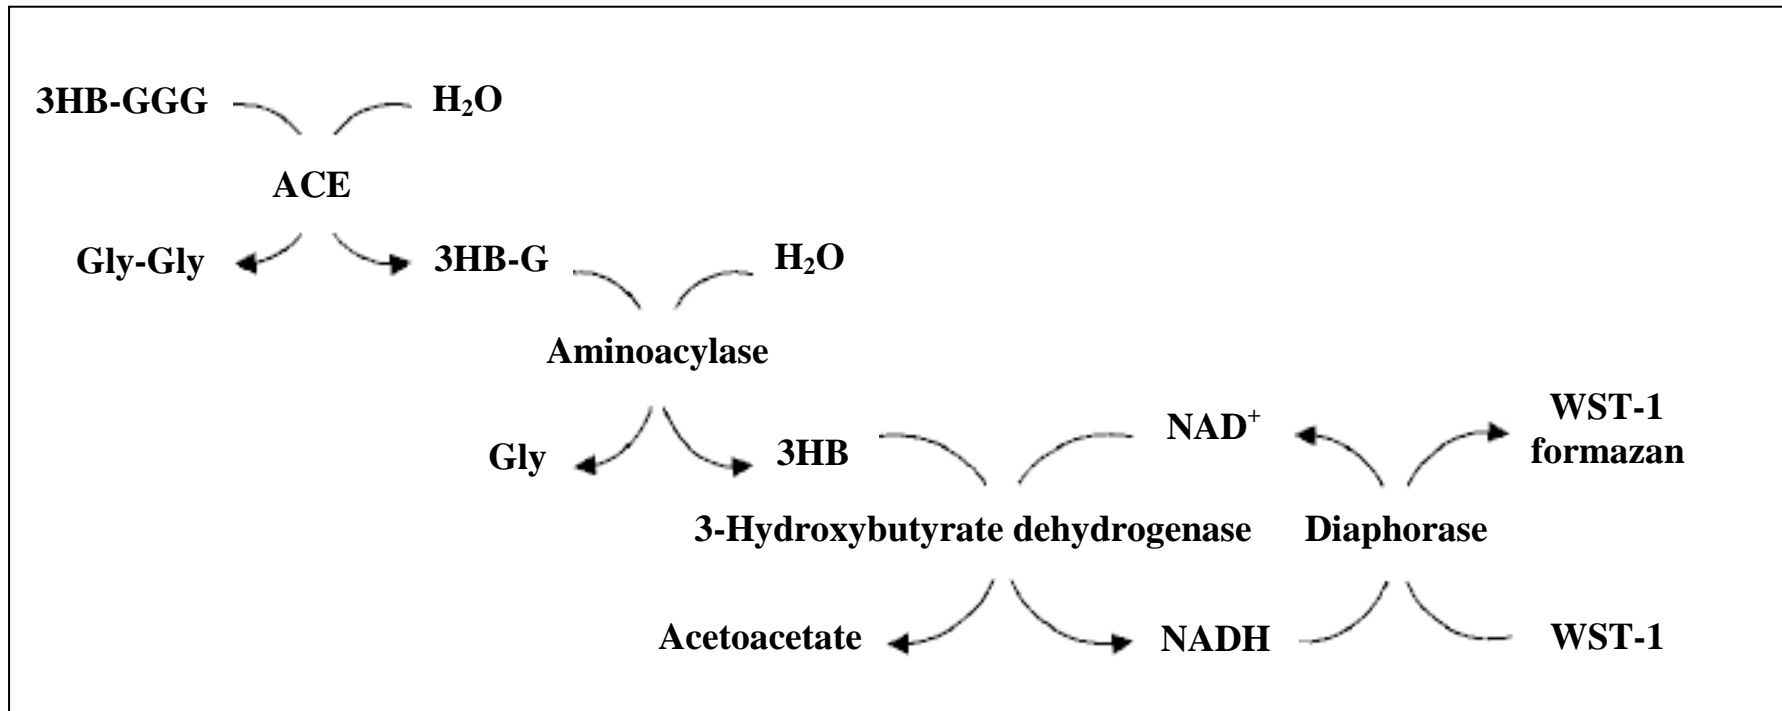 3HB-GGG H₂O
ACE
Gly-Gly 3HB-G H₂O
Aminoacylase
Gly 3HB NAD⁺ WST-1
formazan
3-Hydroxybutyrate dehydrogenase Diaphorase
Acetoacetate NADH WST-1